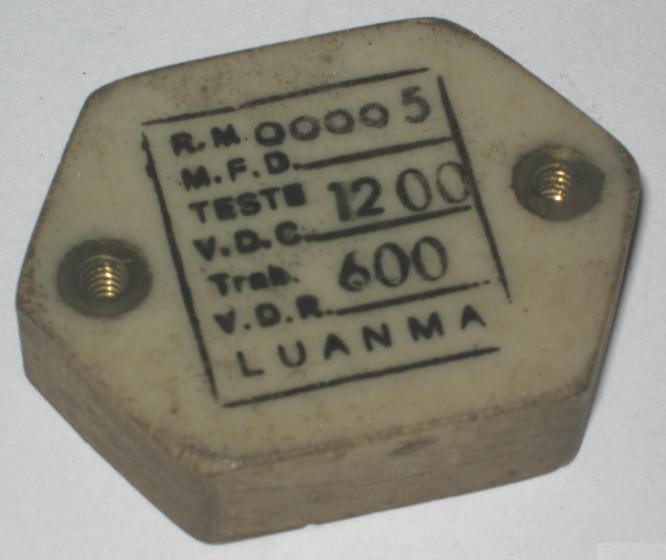 R.M 00005
M.F.D.
TESTE 1200
V.D.C.
Trab. 600
V.D.R.
LUANMA